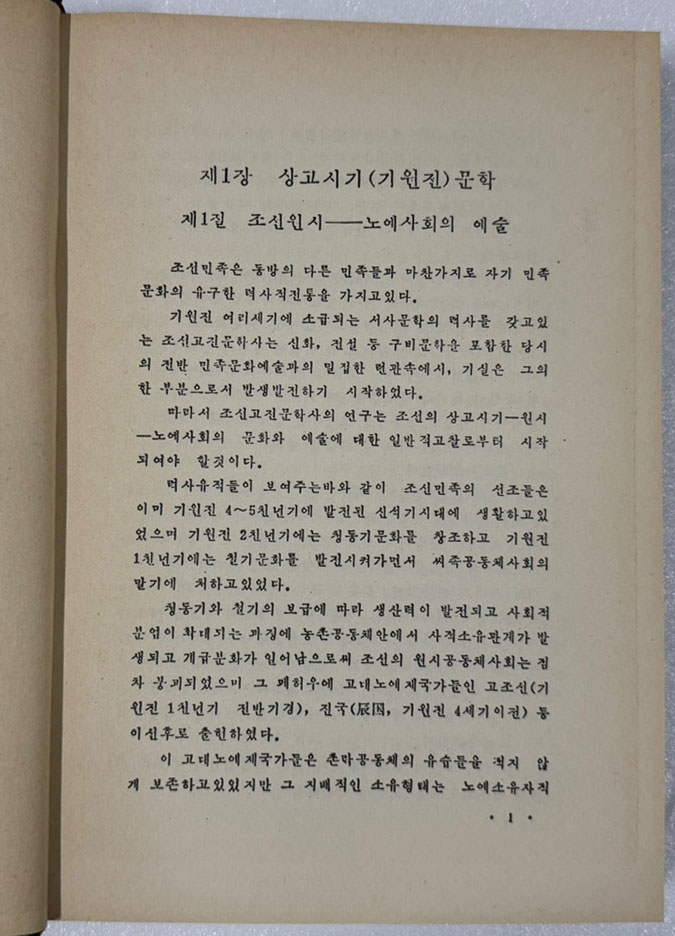 제1장 상고시기(기원전)문학
제1절 조선원시——노예사회의 예술
조선민족은 동방의 다른 민족들과 마찬가지로 자기 민족
문화의 유구한 력사적전통을 가지고있다.
기원전 여러세기에 소급되는 서사문학의 력사를 갖고있
는 조선고전문학사는 신화, 전설 등 구비문학을 포함한 당시
의 전반 민족문화예술과의 밀접한 련관속에서, 기실은 그의
한 부분으로서 발생발전하기 시작하였다.
따라서 조선고전문학사의 연구는 조선의 상고시기—원시
—노예사회의 문화와 예술에 대한 일반적고찰로부터 시작
되여야 할것이다.
력사유적들이 보여주는바와 같이 조선민족의 선조들은
이미 기원전 4～5천년기에 발전된 신석기시대에 생활하고있
었으며 기원전 2천년기에는 청동기문화를 창조하고 기원전
1천년기에는 철기문화를 발전시켜가면서 씨족공동체사회의
말기에 처하고있었다.
청동기와 철기의 보급에 따라 생산력이 발전되고 사회적
분업이 확대되는 과정에 농촌공동체안에서 사적소유관계가 발
생되고 계급분화가 일어남으로써 조선의 원시공동체사회는 점
차 붕괴되었으며 그 폐허우에 고대노예제국가들인 고조선(기
원전 1천년기 전반기경), 진국(辰国, 기원전 4세기이전) 등
이선후로 출현하였다.
이 고대노예제국가들은 촌락공동체의 유습들을 적지 않
게 보존하고있었지만 그 지배적인 소유형태는 노예소유자적
• 1 •